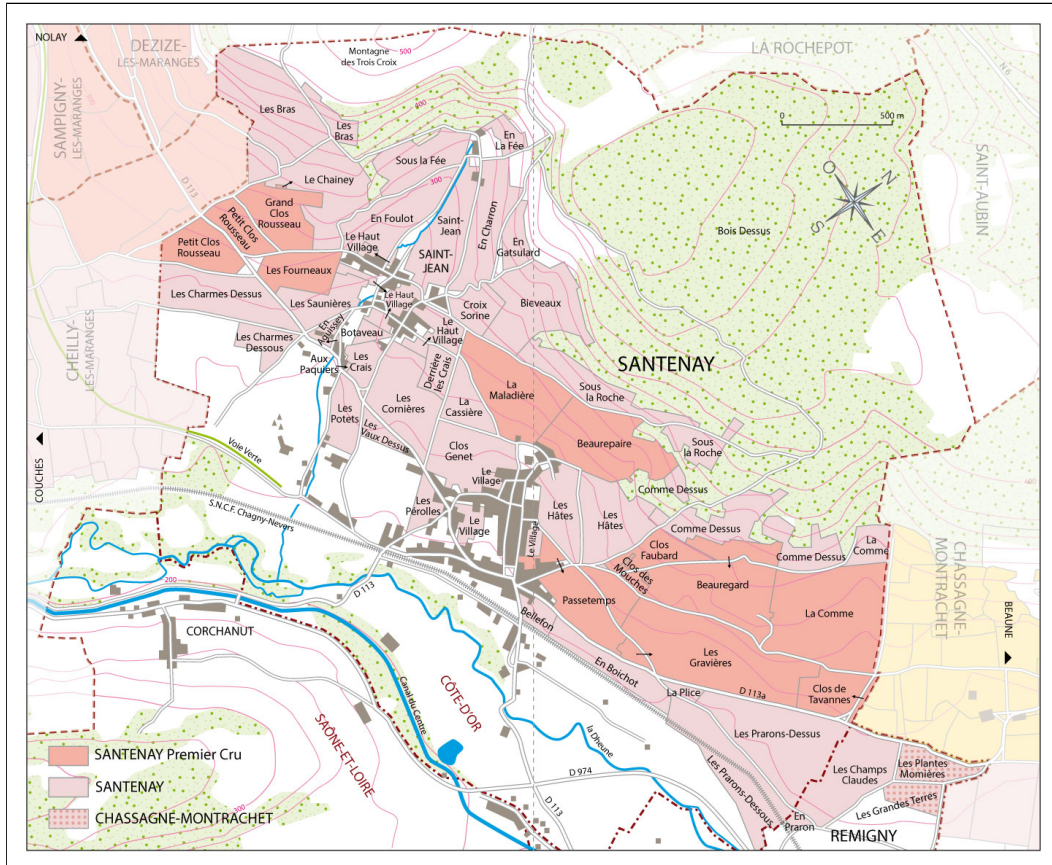 NOLAY
DEZIZE-
LES-MARANGES
Montagne
des Trois Croix
500
LA ROCHEPOT
N 6
SAMPIGNY-
LES-MARANGES
300
400
0
500 m
Les Bras
Les
Bras
En
La Fée
Sous la Fée
D 113
Le Chainey
300
SAINT-AUBIN
O
N
S
E
Grand
Clos
Rousseau
Petit Clos
Rousseau
En Foulot
Saint-
Jean
En Charron
En
Gatsulard
Bois Dessus
Petit Clos
Rousseau
Le Haut
Village
SAINT-
JEAN
Les Fourneaux
Les Charmes Dessus
Les Saunières
Le Haut
Village
Croix
Sorine
Bieveaux
En
Aguissey
Botaveau
Le
Haut
Village
Les Charmes
Dessous
CHEILLY-
LES-MARANGES
Aux
Paquiers
Les
Crais
Derrière
les Crais
SANTENAY
La
Maladière
Sous
la Roche
Les
Potets
Les
Cornières
La
Cassière
Les
Vaux Dessus
Beaurepaire
Sous
la Roche
COUCHES
Voie Verte
Clos
Genet
Le
Village
Comme Dessus
S.N.C.F. Chagny-Nevers
Les
Pérolles
Le
Village
Le Village
Les
Hâtes
Les
Hâtes
Comme Dessus
La
Comme
Clos
Faubard
Comme Dessus
CHASSAGNE-
MONTRACHET
Clos des
Mouches
Beauregard
200
D 113
Passetemps
La Comme
BEAUNE
Bellefon
CORCHANUT
Les
Gravières
En Boichot
La Plice
D 113a
Clos de
Tavannes
Canal du Centre
CÔTE-D'OR
SAÔNE-ET-LOIRE
la Dheune
Les Prarons-Dessus
SANTENAY Premier Cru
D 974
Les Prarons-Dessous
Les Champs
Claudes
Les Plantes
Momières
SANTENAY
300
D 113
Les Grandes Terres
CHASSAGNE-MONTRACHET
En
Praron
REMIGNY